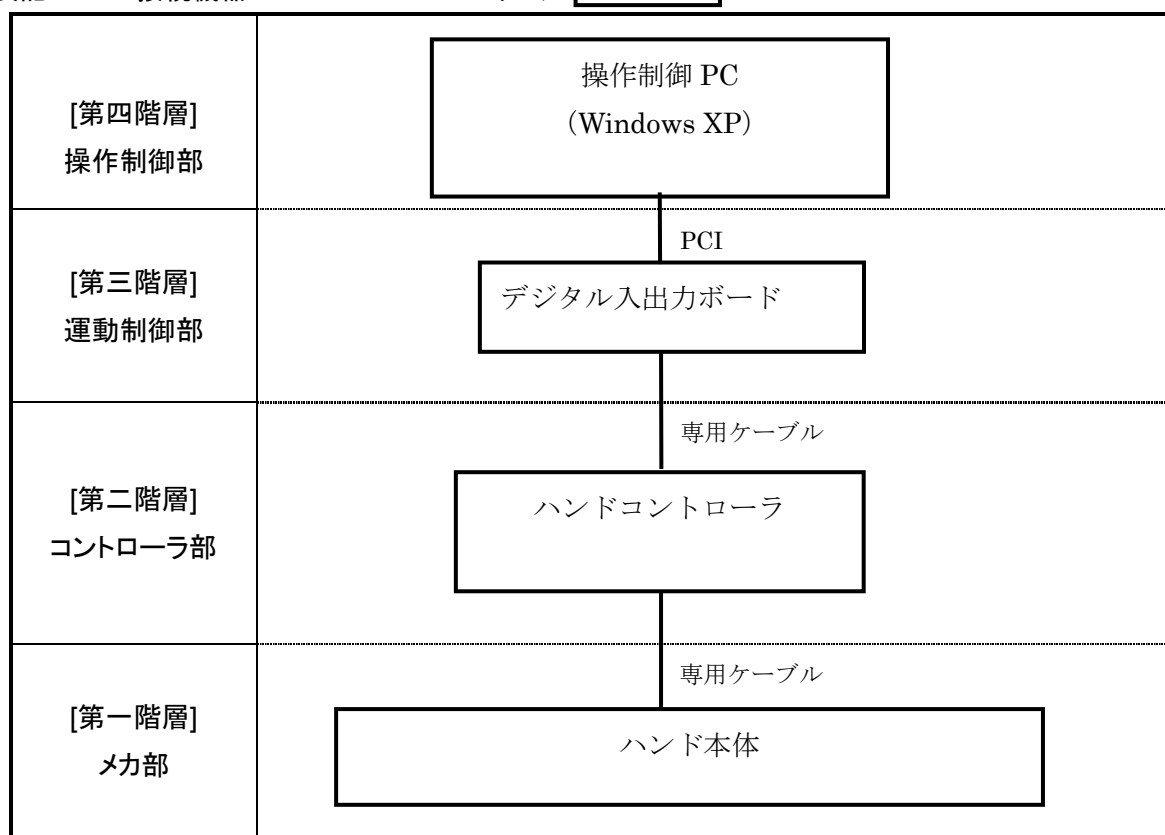 [第四階層]
操作制御部
操作制御 PC
(Windows XP)
PCI
[第三階層]
運動制御部
デジタル入出力ボード
専用ケーブル
[第二階層]
コントローラ部
ハンドコントローラ
専用ケーブル
[第一階層]
メカ部
ハンド本体